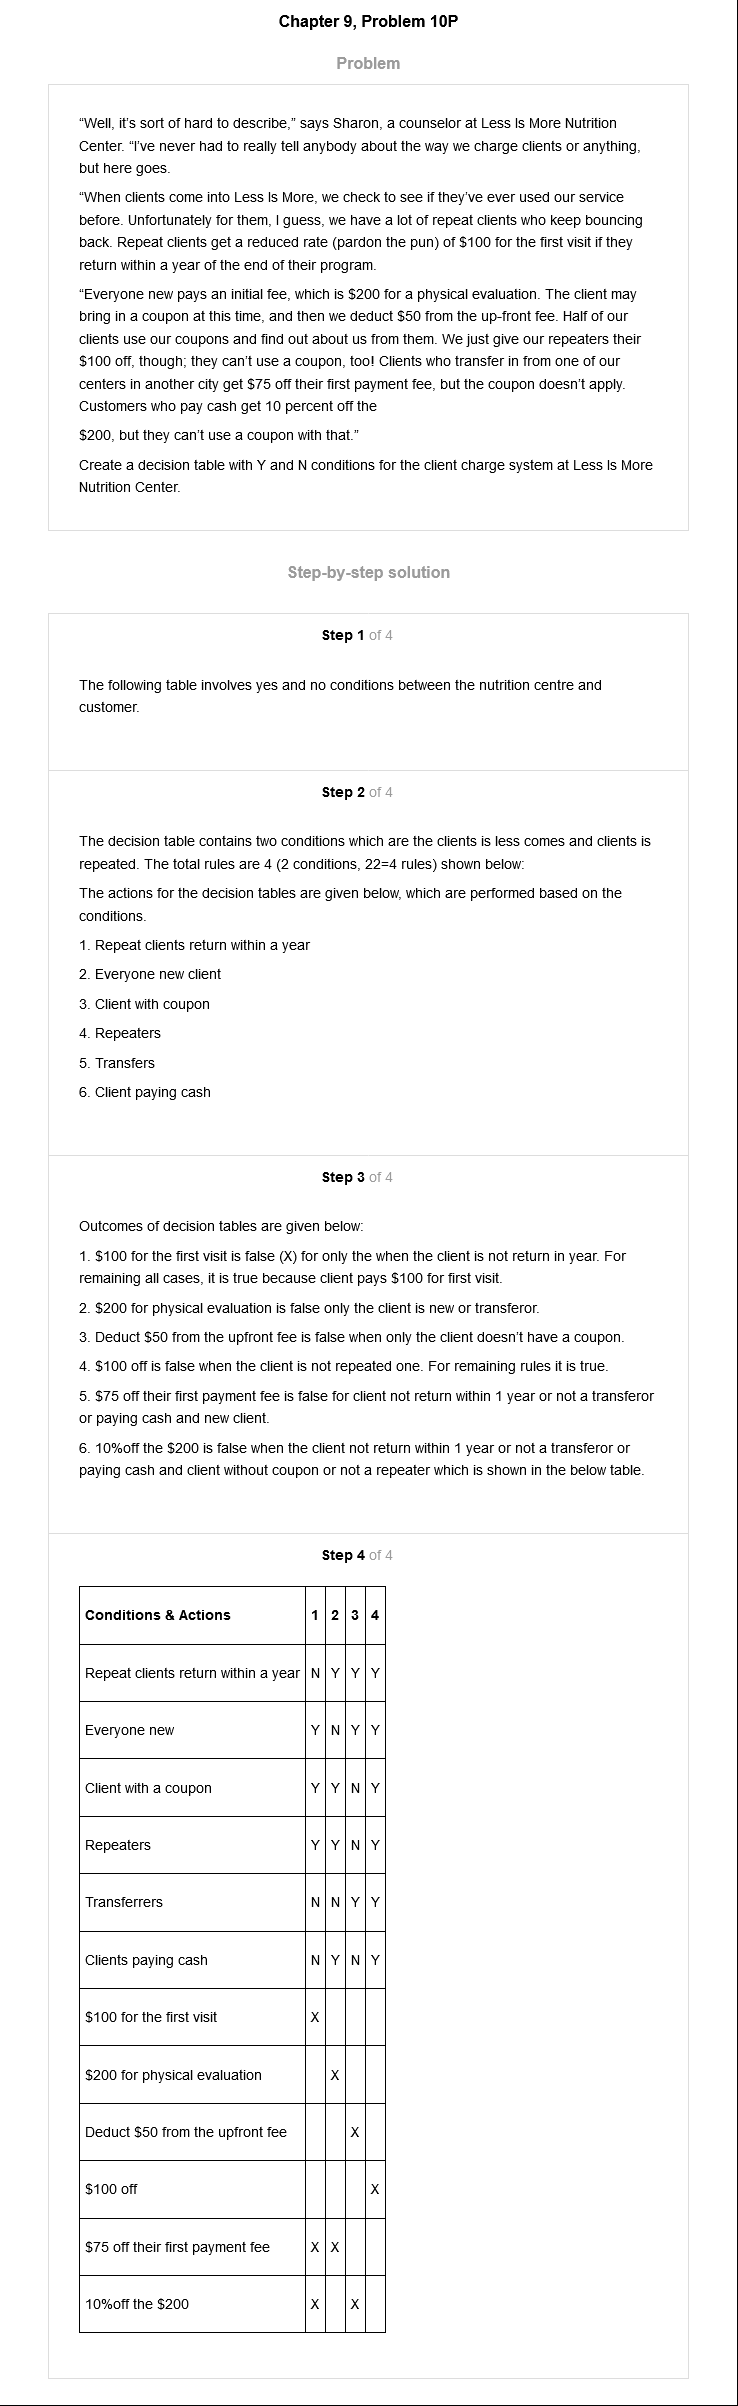 Chapter 9, Problem 10P
Problem
“Well, it’s sort of hard to describe,” says Sharon, a counselor at Less Is More Nutrition
Center. “I’ve never had to really tell anybody about the way we charge clients or anything,
but here goes.
“When clients come into Less Is More, we check to see if they’ve ever used our service
before. Unfortunately for them, I guess, we have a lot of repeat clients who keep bouncing
back. Repeat clients get a reduced rate (pardon the pun) of $100 for the first visit if they
return within a year of the end of their program.
“Everyone new pays an initial fee, which is $200 for a physical evaluation. The client may
bring in a coupon at this time, and then we deduct $50 from the up-front fee. Half of our
clients use our coupons and find out about us from them. We just give our repeaters their
$100 off, though; they can’t use a coupon, too! Clients who transfer in from one of our
centers in another city get $75 off their first payment fee, but the coupon doesn’t apply.
Customers who pay cash get 10 percent off the
$200, but they can’t use a coupon with that.”
Create a decision table with Y and N conditions for the client charge system at Less Is More
Nutrition Center.
Step-by-step solution
Step 1 of 4
The following table involves yes and no conditions between the nutrition centre and
customer.
Step 2 of 4
The decision table contains two conditions which are the clients is less comes and clients is
repeated. The total rules are 4 (2 conditions, 22=4 rules) shown below:
The actions for the decision tables are given below, which are performed based on the
conditions.
1. Repeat clients return within a year
2. Everyone new client
3. Client with coupon
4. Repeaters
5. Transfers
6. Client paying cash
Step 3 of 4
Outcomes of decision tables are given below:
1. $100 for the first visit is false (X) for only the when the client is not return in year. For
remaining all cases, it is true because client pays $100 for first visit.
2. $200 for physical evaluation is false only the client is new or transferor.
3. Deduct $50 from the upfront fee is false when only the client doesn’t have a coupon.
4. $100 off is false when the client is not repeated one. For remaining rules it is true.
5. $75 off their first payment fee is false for client not return within 1 year or not a transferor
or paying cash and new client.
6. 10%off the $200 is false when the client not return within 1 year or not a transferor or
paying cash and client without coupon or not a repeater which is shown in the below table.
Step 4 of 4
Conditions & Actions 1 2 3 4
Repeat clients return within a year N Y Y Y
Everyone new Y N Y Y
Client with a coupon Y Y N Y
Repeaters Y Y N Y
Transferrers N N Y Y
Clients paying cash N Y N Y
$100 for the first visit X
$200 for physical evaluation X
Deduct $50 from the upfront fee X
$100 off X
$75 off their first payment fee X X
10%off the $200 X X